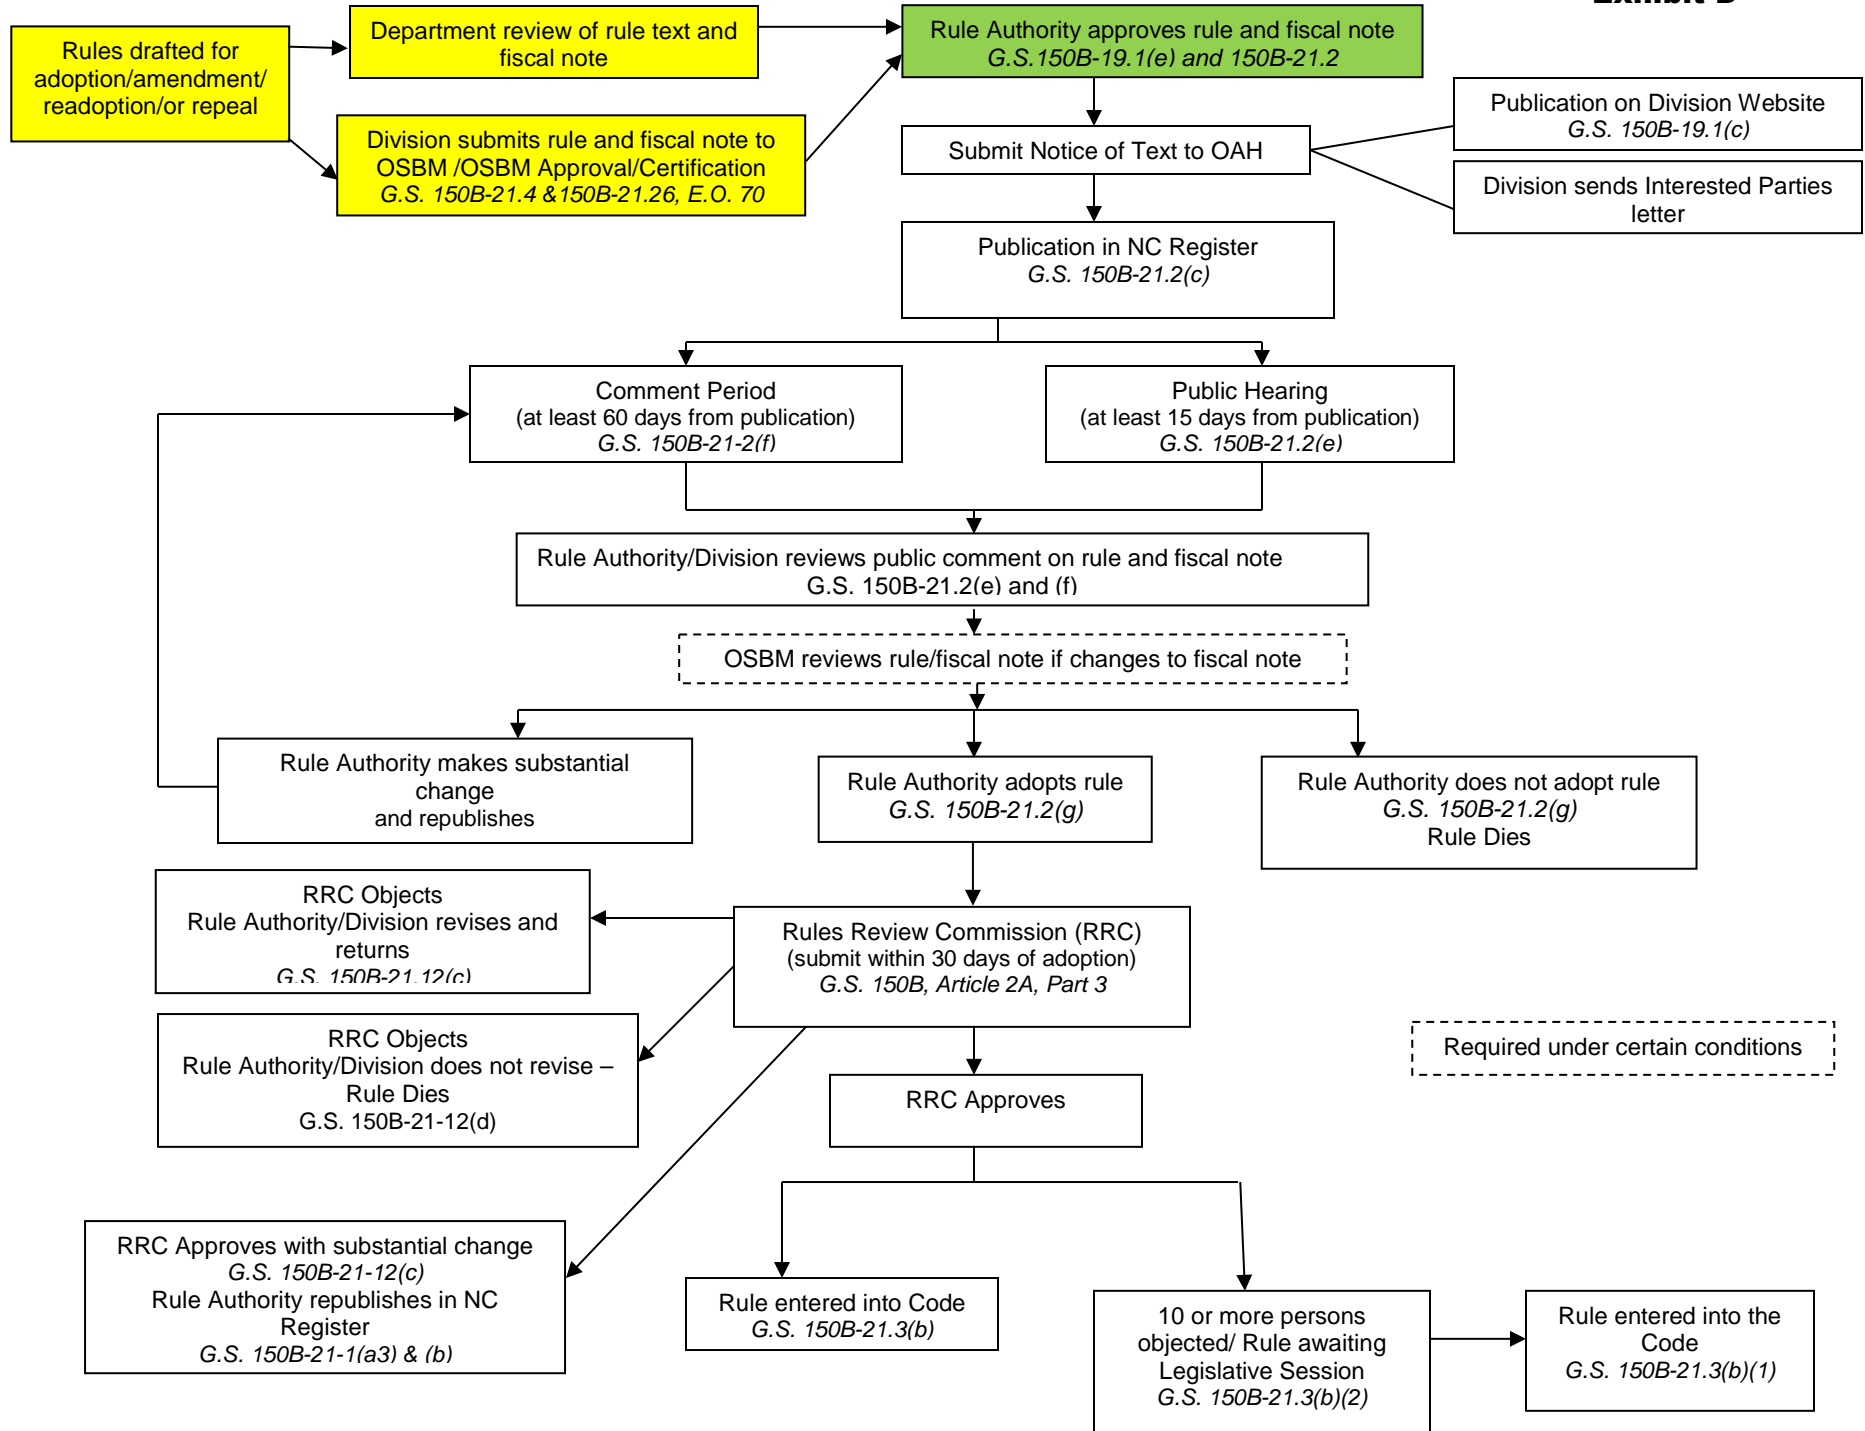 Rules drafted for
adoption/amendment/
readoption/or repeal
Department review of rule text and
fiscal note
Division submits rule and fiscal note to
OSBM /OSBM Approval/Certification
G.S. 150B-21.4 &150B-21.26, E.O. 70
Rule Authority approves rule and fiscal note
G.S.150B-19.1(e) and 150B-21.2
Submit Notice of Text to OAH
Publication on Division Website
G.S. 150B-19.1(c)
Division sends Interested Parties
letter
Publication in NC Register
G.S. 150B-21.2(c)
Comment Period
(at least 60 days from publication)
G.S. 150B-21-2(f)
Public Hearing
(at least 15 days from publication)
G.S. 150B-21.2(e)
Rule Authority/Division reviews public comment on rule and fiscal note
G.S. 150B-21.2(e) and (f)
OSBM reviews rule/fiscal note if changes to fiscal note
Rule Authority makes substantial
change
and republishes
Rule Authority adopts rule
G.S. 150B-21.2(g)
Rule Authority does not adopt rule
G.S. 150B-21.2(g)
Rule Dies
RRC Objects
Rule Authority/Division revises and
returns
G.S. 150B-21.12(c)
Rules Review Commission (RRC)
(submit within 30 days of adoption)
G.S. 150B, Article 2A, Part 3
RRC Objects
Rule Authority/Division does not revise –
Rule Dies
G.S. 150B-21-12(d)
Required under certain conditions
RRC Approves
RRC Approves with substantial change
G.S. 150B-21-12(c)
Rule Authority republishes in NC
Register
G.S. 150B-21-1(a3) & (b)
Rule entered into Code
G.S. 150B-21.3(b)
10 or more persons
objected/ Rule awaiting
Legislative Session
G.S. 150B-21.3(b)(2)
Rule entered into the
Code
G.S. 150B-21.3(b)(1)